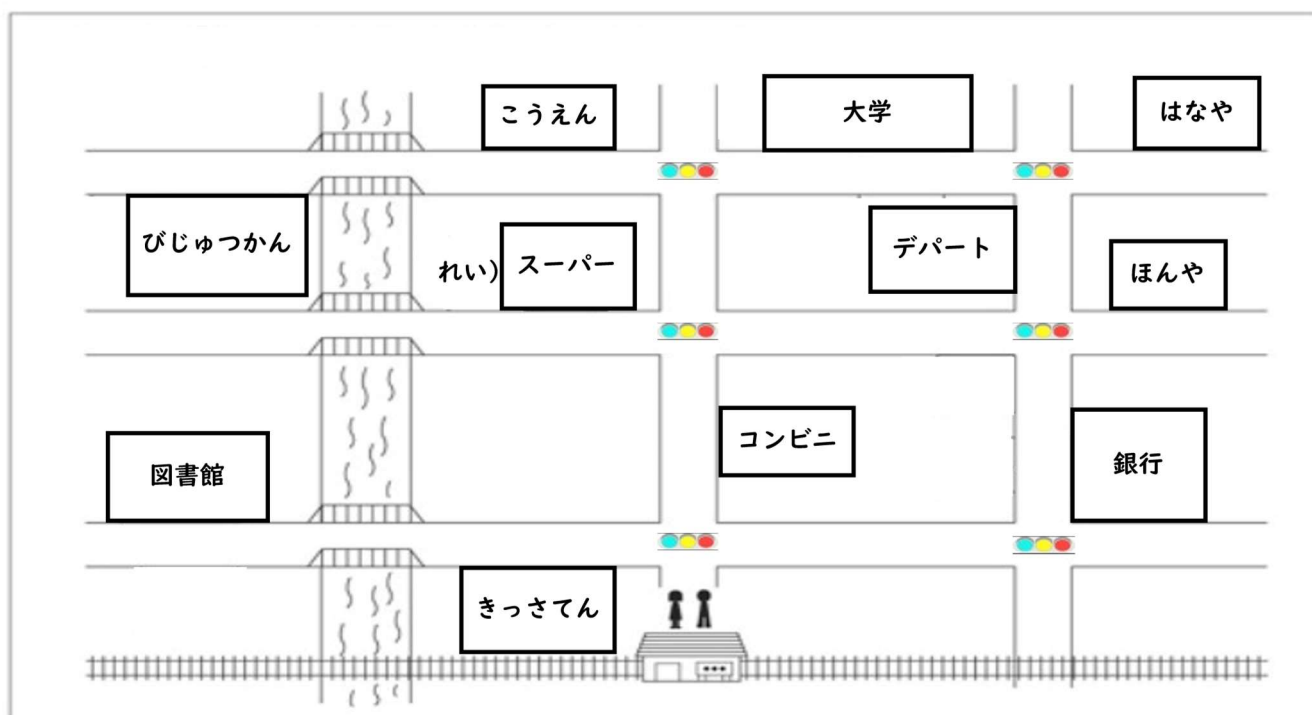 こうえん
大学
はなや
びじゅつかん
れい)
スーパー
デパート
ほんや
図書館
コンビニ
銀行
きっさてん